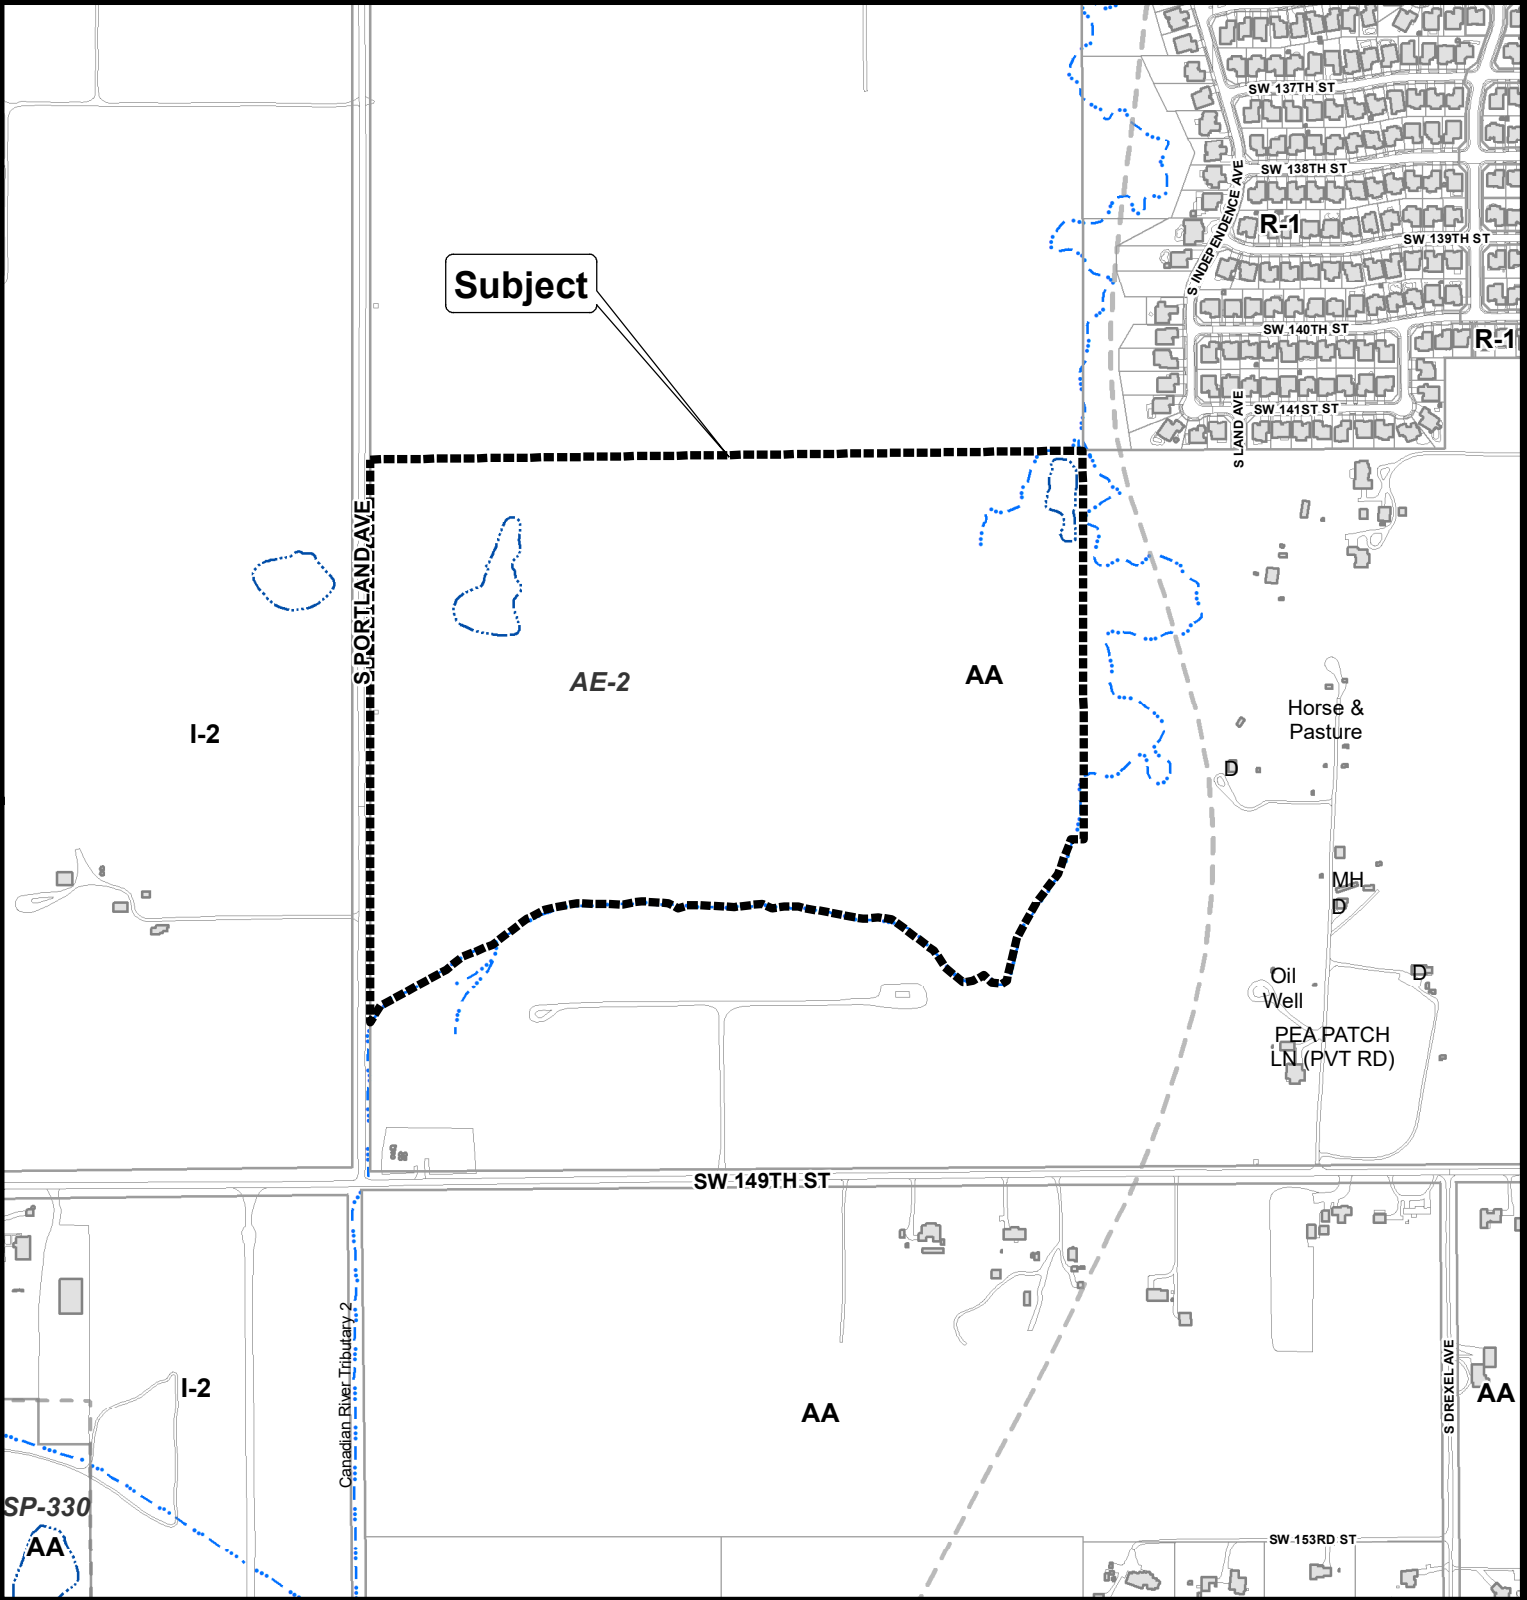 SW 137TH ST
SW 138TH ST
S INDEPENDENCE AVE
R-1
SW 139TH ST
Subject
SW 140TH ST
R-1
SW 141ST ST
S LAND AVE
S PORTLAND AVE
AE-2
AA
I-2
Horse &
Pasture
D
MH
D
D
Oil
Well
PEA PATCH
LN (PVT RD)
SW 149TH ST
Canadian River Tributary 2
I-2
AA
S DREXEL AVE
AA
SP-330
AA
SW 153RD ST